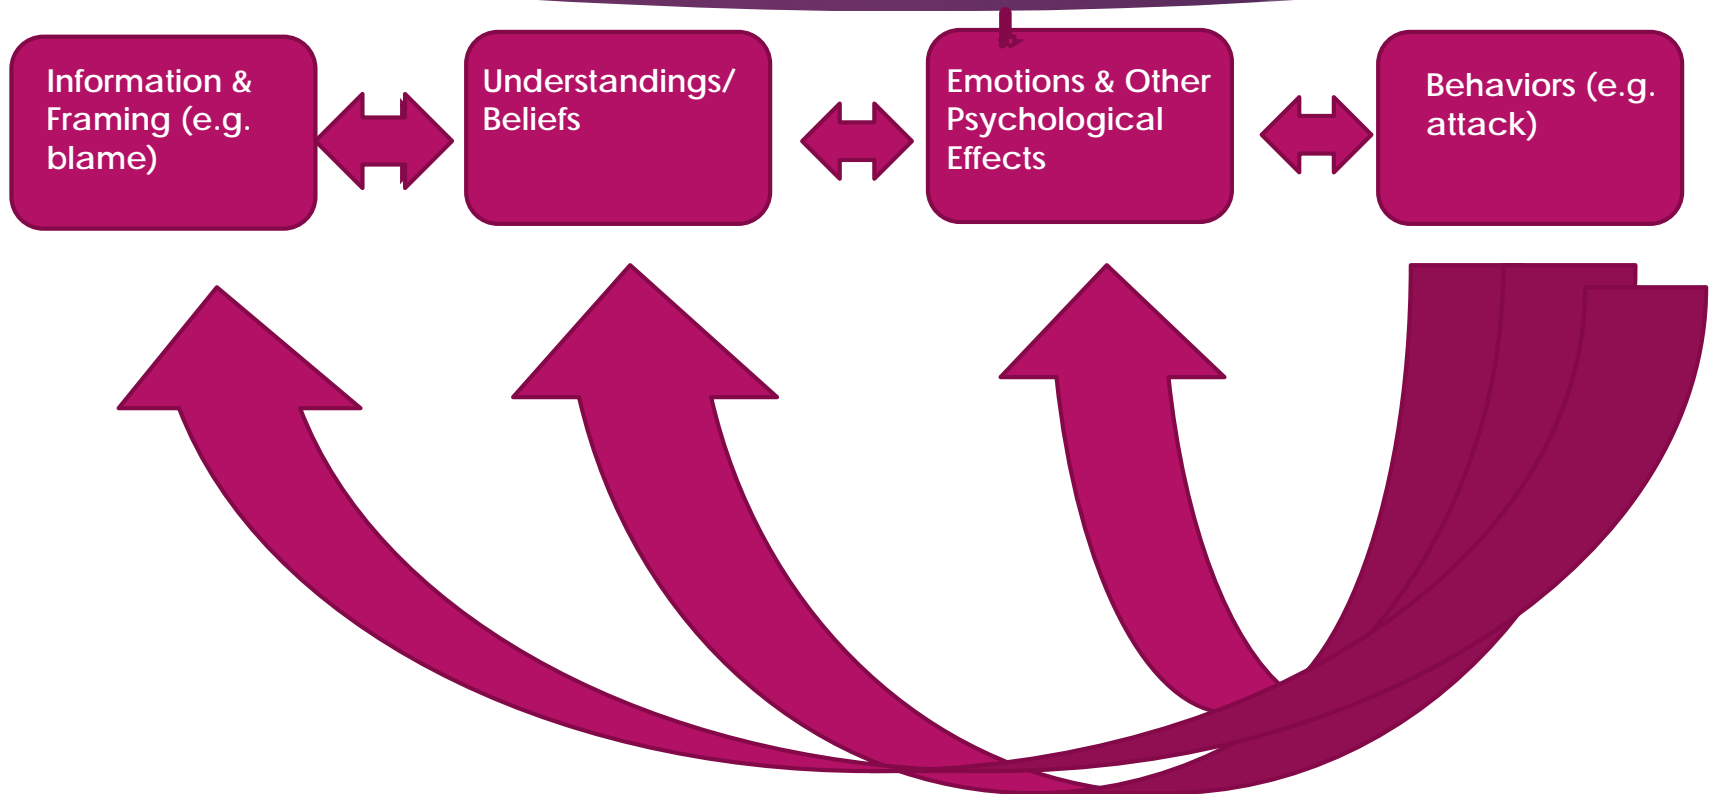 Information &
Framing (e.g.
blame)
Understandings/
Beliefs
Emotions & Other
Psychological
Effects
Behaviors (e.g.
attack)